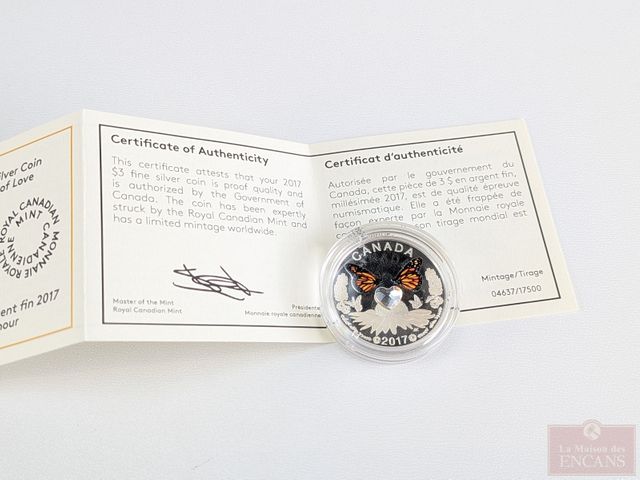 Silver Coin
of Love
ROYAL CANADIAN MINT
MONNAIE ROYALE CANADIENNE
ent fin 2017
our
Certificate of Authenticity
This certificate attests that your 2017
$3 fine silver coin is proof quality and
is authorized by the Government of
Canada. The coin has been expertly
struck by the Royal Canadian Mint and
has a limited mintage worldwide.
Master of the Mint
Royal Canadian Mint
Présidente
Monnaie royale canadienne
Certificat d'authenticité
Autorisée par le gouvernement du
Canada, cette pièce de 3 $ en argent fin,
millésimée 2017, est de qualité épreuve
numismatique. Elle a été frappée de
façon experte par la Monnaie royale
son tirage mondial est
Mintage/Tirage
04637/17500
CANADA
2017
La Maison des
ENCANS